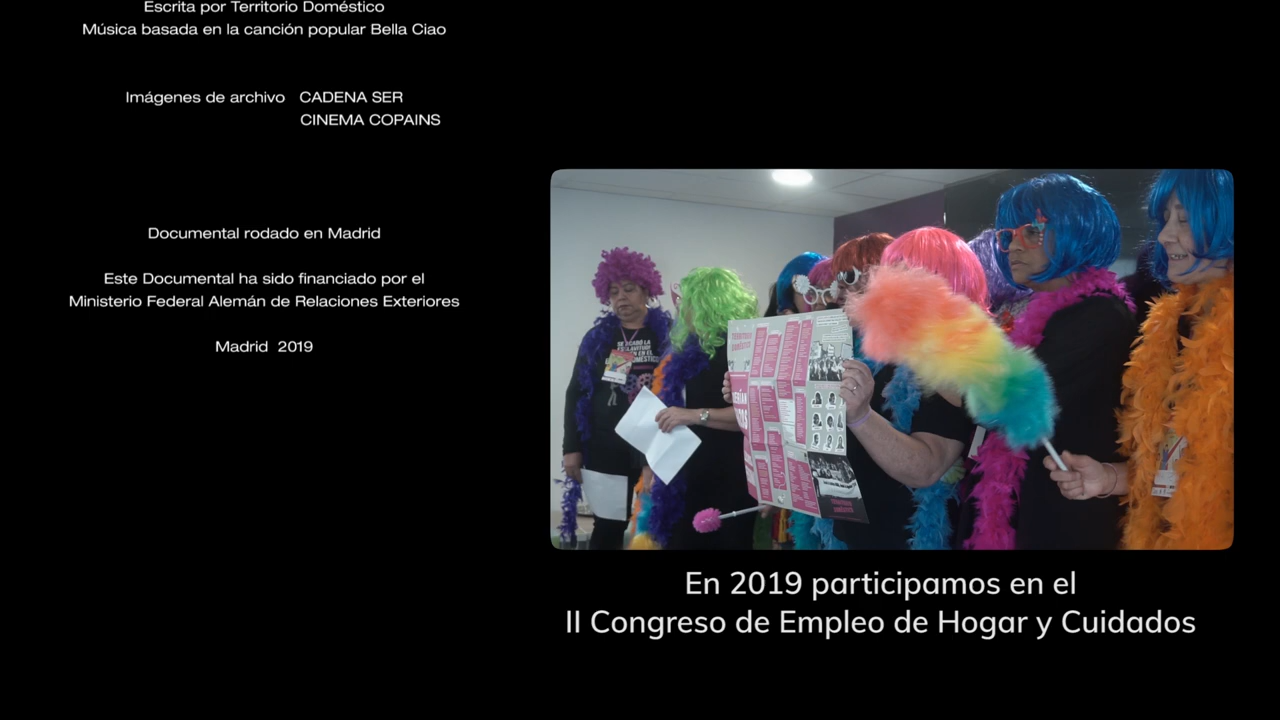 Escrita por Territorio Doméstico
Música basada en la canción popular Bella Ciao
Imágenes de archivo CADENA SER
CINEMA COPAINS
Documental rodado en Madrid
Este Documental ha sido financiado por el
Ministerio Federal Alemán de Relaciones Exteriores
Madrid 2019
TERRITORIO
DOMÉSTICO
En 2019 participamos en el
II Congreso de Empleo de Hogar y Cuidados